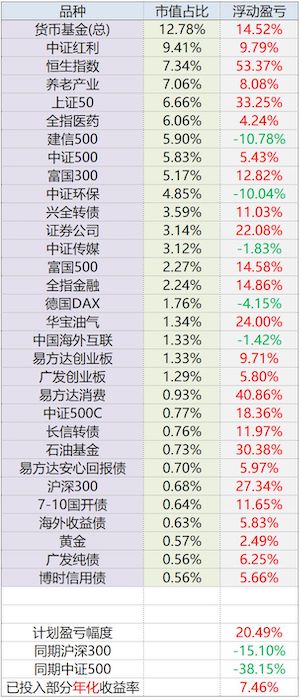 品种 市值占比 浮动盈亏
货币基金(总) 12.78% 14.52%
中证红利 9.41% 9.79%
恒生指数 7.34% 53.37%
养老产业 7.06% 8.08%
上证50 6.66% 33.25%
全指医药 6.06% 4.24%
建信500 5.90% -10.78%
中证500 5.83% 5.43%
富国300 5.17% 12.82%
中证环保 4.85% -10.04%
兴全转债 3.59% 11.03%
证券公司 3.14% 22.08%
中证传媒 3.12% -1.83%
富国500 2.27% 14.58%
全指金融 2.24% 14.86%
德国DAX 1.76% -4.15%
华宝油气 1.34% 24.00%
中国海外互联 1.33% -1.42%
易方达创业板 1.33% 9.71%
广发创业板 1.29% 5.80%
易方达消费 0.93% 40.86%
中证500C 0.77% 18.36%
长信转债 0.76% 11.97%
石油基金 0.73% 30.38%
易方达安心回报债 0.70% 5.97%
沪深300 0.68% 27.34%
7-10国开债 0.64% 11.65%
海外收益债 0.63% 5.83%
黄金 0.57% 2.49%
广发纯债 0.56% 6.25%
博时信用债 0.56% 5.66%
计划盈亏幅度 20.49%
同期沪深300 -15.10%
同期中证500 -38.15%
已投入部分年化收益率 7.46%